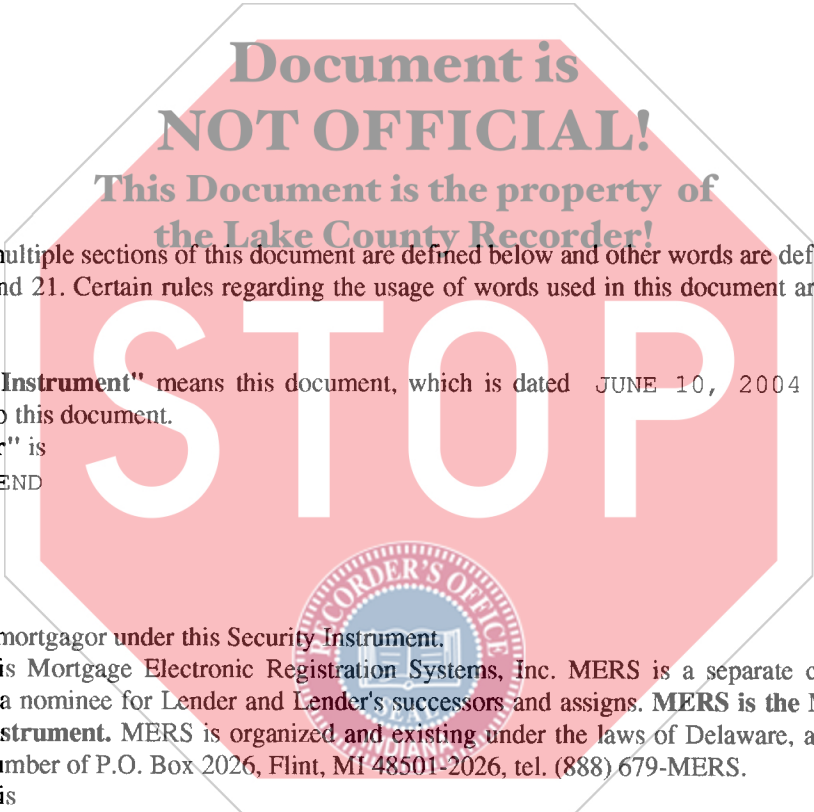 Document is
NOT OFFICIAL!
This Document is the property of
the Lake County Recorder!
ultiple sections of this document are defined below and other words are def
nd 21. Certain rules regarding the usage of words used in this document ar
STOP
Instrument" means this document, which is dated JUNE 10, 2004
o this document.
r" is
END
RECORDER'S OFFICE
SEAL
INDIANA
mortgagor under this Security Instrument.
is Mortgage Electronic Registration Systems, Inc. MERS is a separate c
a nominee for Lender and Lender's successors and assigns. MERS is the M
strument. MERS is organized and existing under the laws of Delaware, a
umber of P.O. Box 2026, Flint, MI 48501-2026, tel. (888) 679-MERS.
is